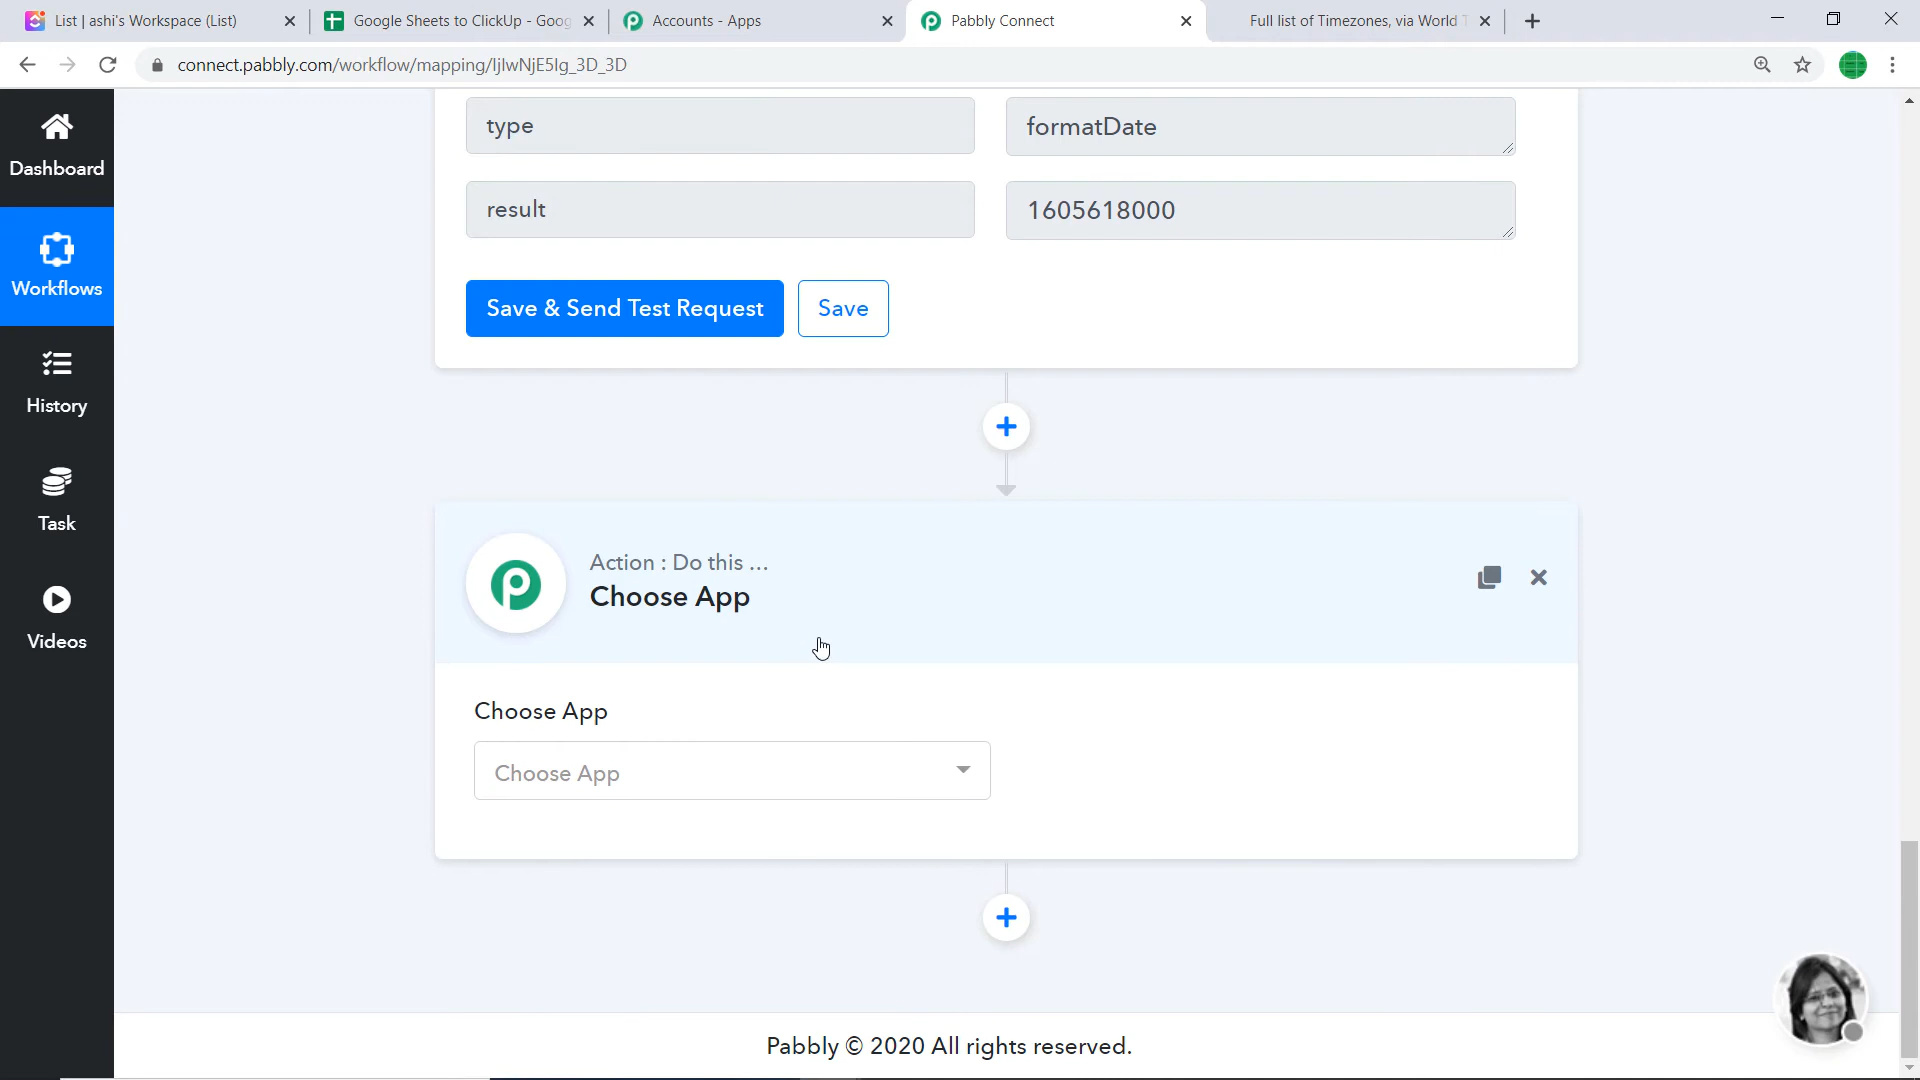 List | ashi's Workspace (List)
Google Sheets to ClickUp - Goog
Accounts - Apps
Pabbly Connect
Full list of Timezones, via World T
connect.pabbly.com/workflow/mapping/IjIwNjE5Ig_3D_3D
Dashboard
Workflows
History
Task
Videos
type
formatDate
result
1605618000
Save & Send Test Request
Save
Action : Do this ...
Choose App
Choose App
Choose App
Pabbly © 2020 All rights reserved.